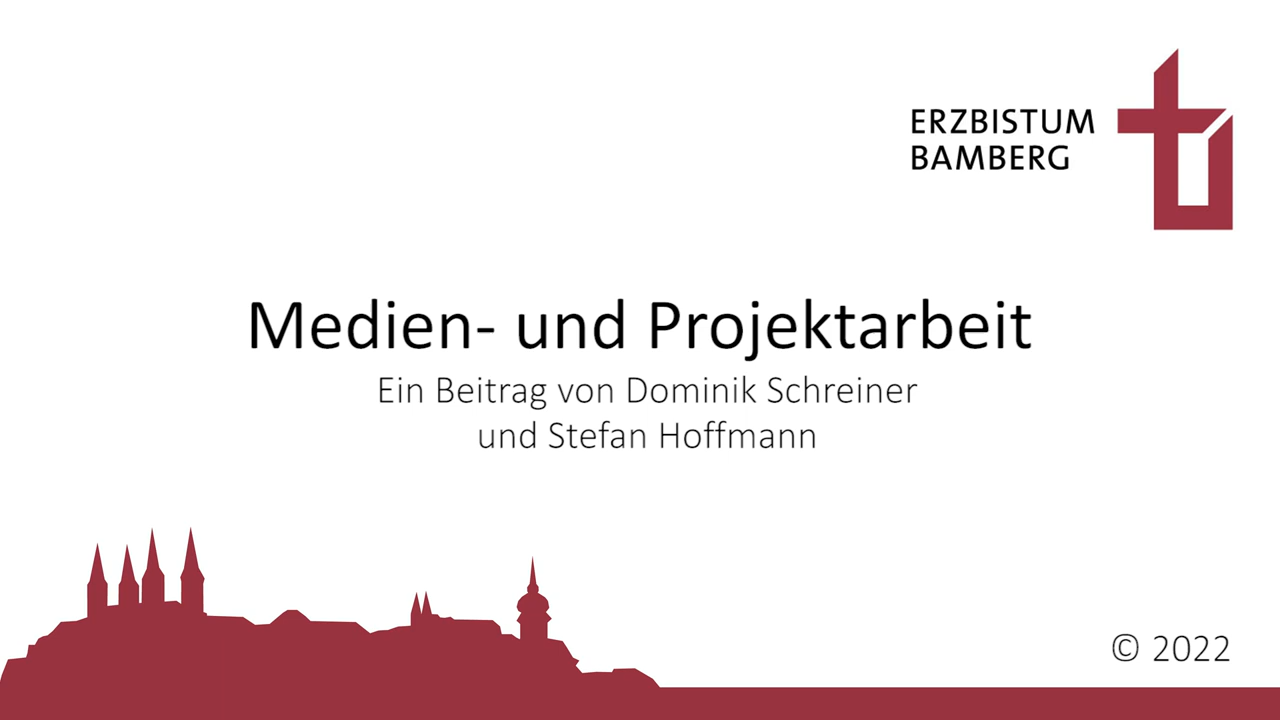 ERZBISTUM
BAMBERG
Medien- und Projektarbeit
Ein Beitrag von Dominik Schreiner
und Stefan Hoffmann
© 2022